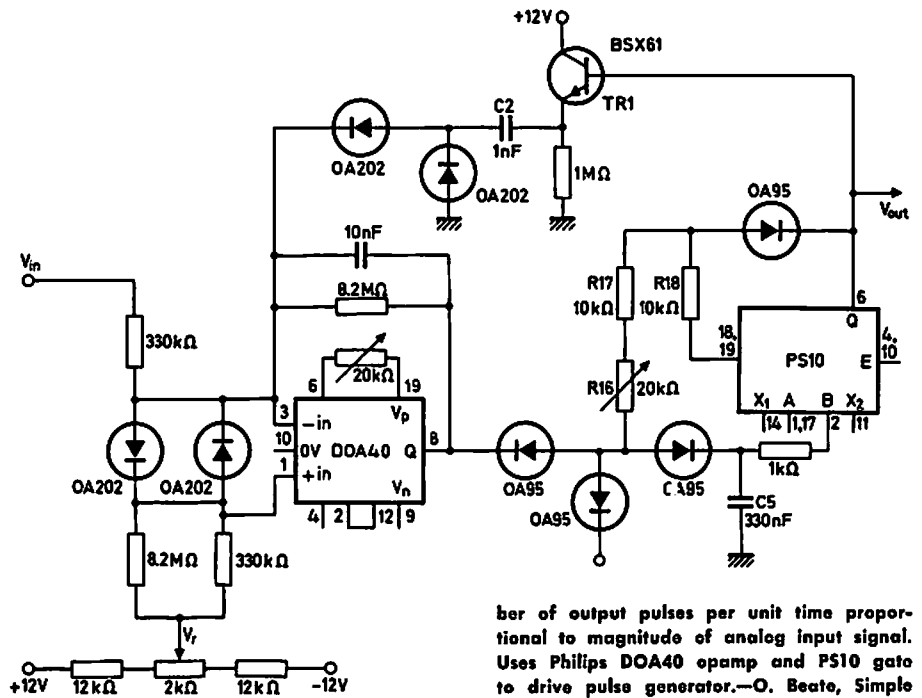 +12V
BSX61
TR1
C2
1nF
OA202
OA202
1MΩ
OA95
Vout
10nF
Vin
8.2MΩ
R17
10kΩ
R18
10kΩ
6
Q
330kΩ
18,
19
4,
10
E
PS10
20kΩ
6
19
R16
20kΩ
X1
A
B
X2
14
1,17
2
11
3
-in
Vp
10
0V
DOA40
Q
8
1
+in
Vn
OA202
OA202
OA95
OA95
1kΩ
4
2
12
9
OA95
C5
330nF
8.2MΩ
330kΩ
Vr
+12V
12kΩ
2kΩ
12kΩ
-12V
ber of output pulses per unit time propor-
tional to magnitude of analog input signal.
Uses Philips DOA40 opamp and PS10 gate
to drive pulse generator.—O. Beate, Simple